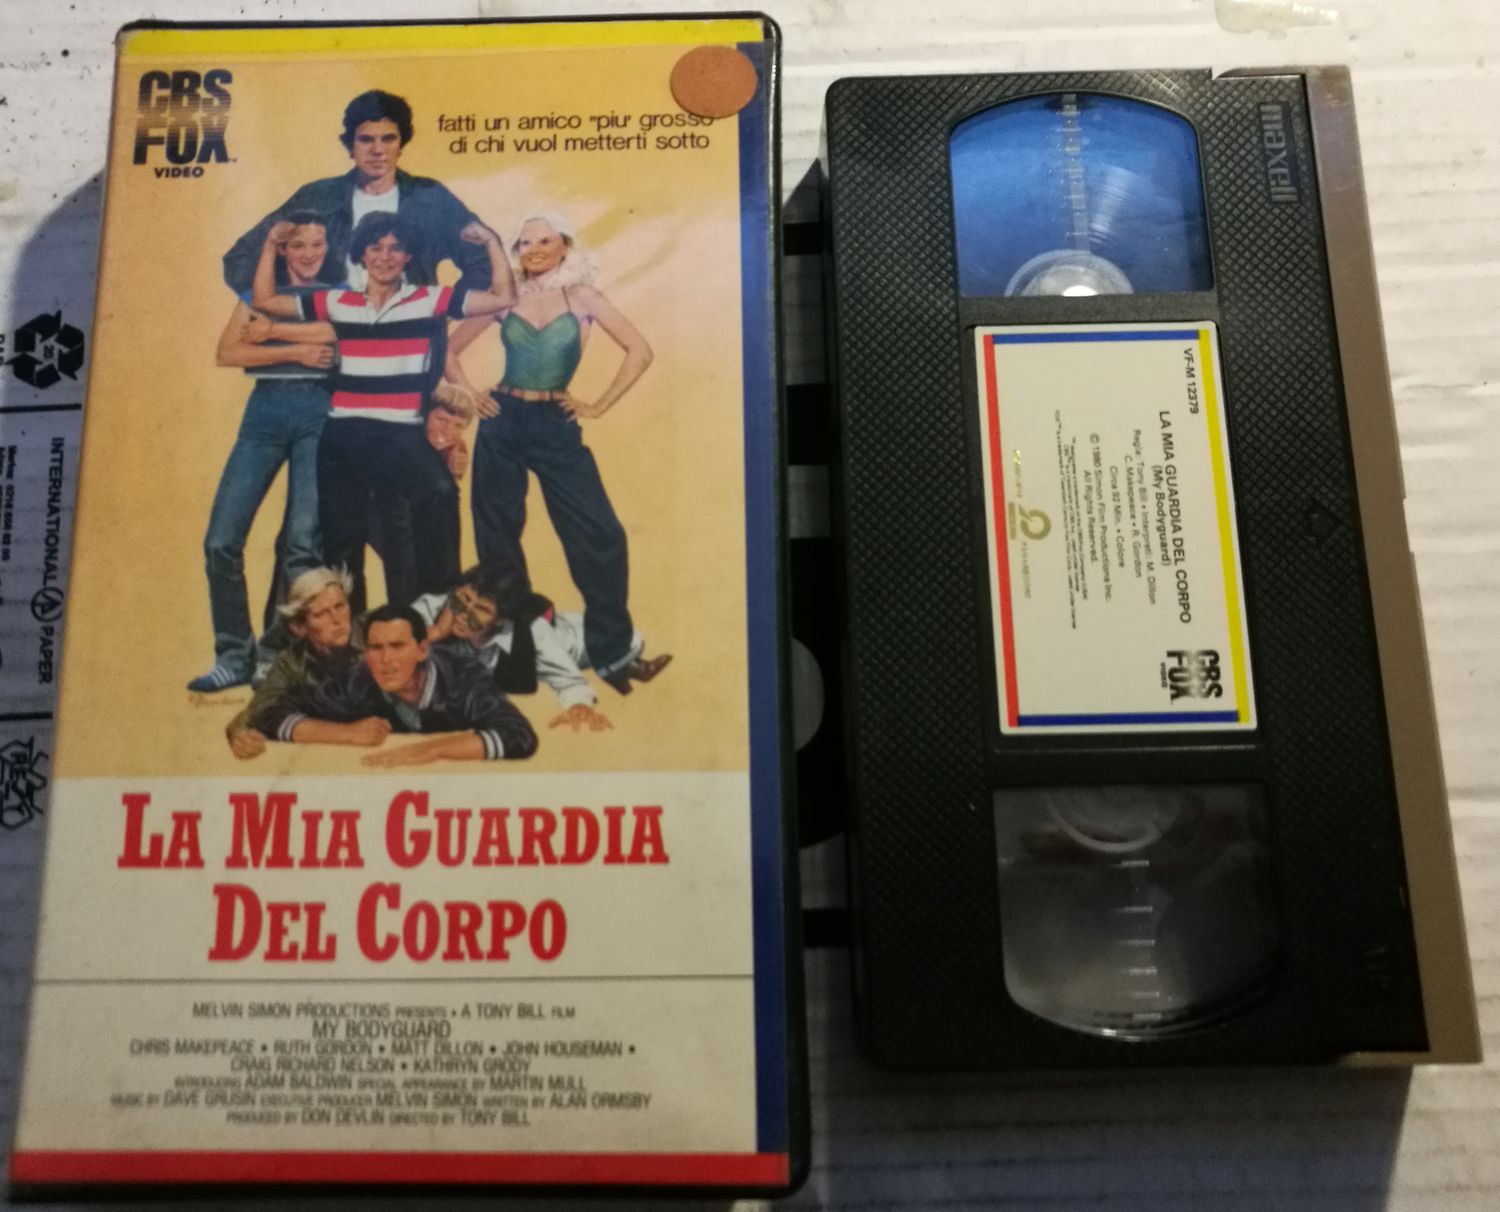 CBS
FOX
VIDEO
fatti un amico "piu' grosso
di chi vuol metterti sotto
LA MIA GUARDIA
DEL CORPO
MELVIN SIMON PRODUCTIONS PRESENTS • A TONY BILL FILM
MY BODYGUARD
CHRIS MAKEPEACE • RUTH GORDON • MATT DILLON • JOHN HOUSEMAN •
CRAIG RICHARD NELSON • KATHRYN GRODY
INTRODUCING ADAM BALDWIN SPECIAL APPEARANCE BY MARTIN MULL
MUSIC BY DAVE GRUSIN EXECUTIVE PRODUCER MELVIN SIMON WRITTEN BY ALAN ORMSBY
PRODUCED BY DON DEVLIN DIRECTED BY TONY BILL
maxell
VF-M 12379
LA MIA GUARDIA DEL CORPO
(My Bodyguard)
Regia: Tony Bill • Interpreti: M. Dillon
C. Makepeace • R. Gordon
Circa 92 Min. • Colore
© 1980 Simon Film Productions Inc.
All Rights Reserved.
CBS
FOX
VIDEO
20
PAP
INTERNATIONAL PAPER